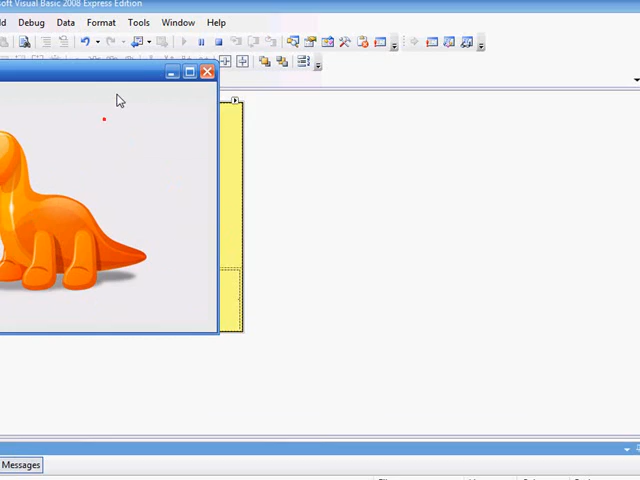 soft Visual Basic 2008 Express Edition
ld Debug Data Format Tools Window Help
Messages